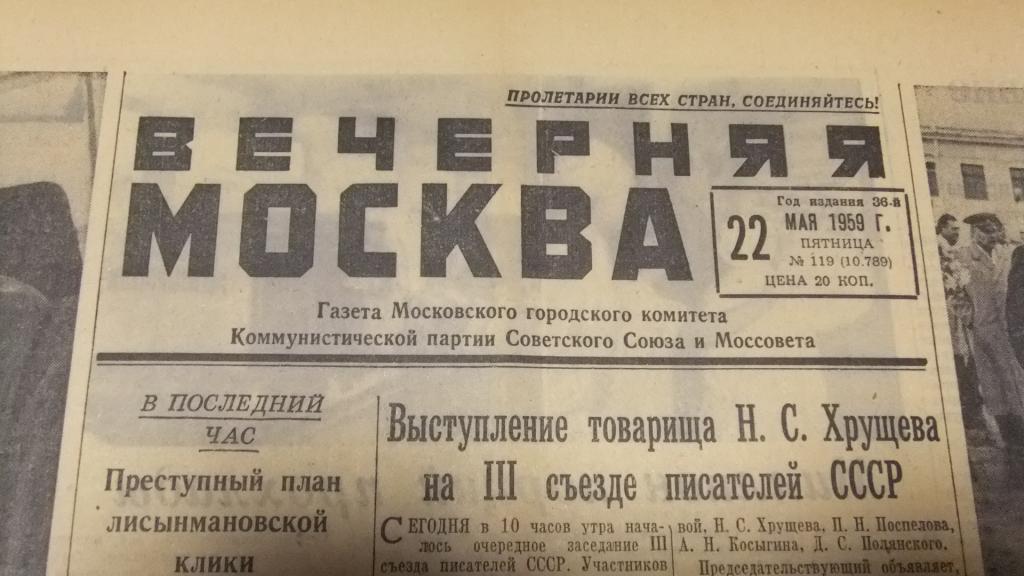 ПРОЛЕТАРИИ ВСЕХ СТРАН, СОЕДИНЯЙТЕСЬ!
ВЕЧЕРНЯЯ
МОСКВА
Год издания 36-й
22
МАЯ 1959 Г.
ПЯТНИЦА
№ 119 (10.789)
ЦЕНА 20 КОП.
Газета Московского городского комитета
Коммунистической партии Советского Союза и Моссовета
В ПОСЛЕДНИЙ
ЧАС
Преступный план
лисынмановской
клики
Выступление товарища Н. С. Хрущева
на III съезде писателей СССР
СЕГОДНЯ в 10 часов утра нача-
лось очередное заседание III
съезда писателей СССР. Участников
вой, Н. С. Хрущева, П. Н. Поспелова,
А. Н. Косыгина, Д. С. Полянского.
Председательствующий объявляет,